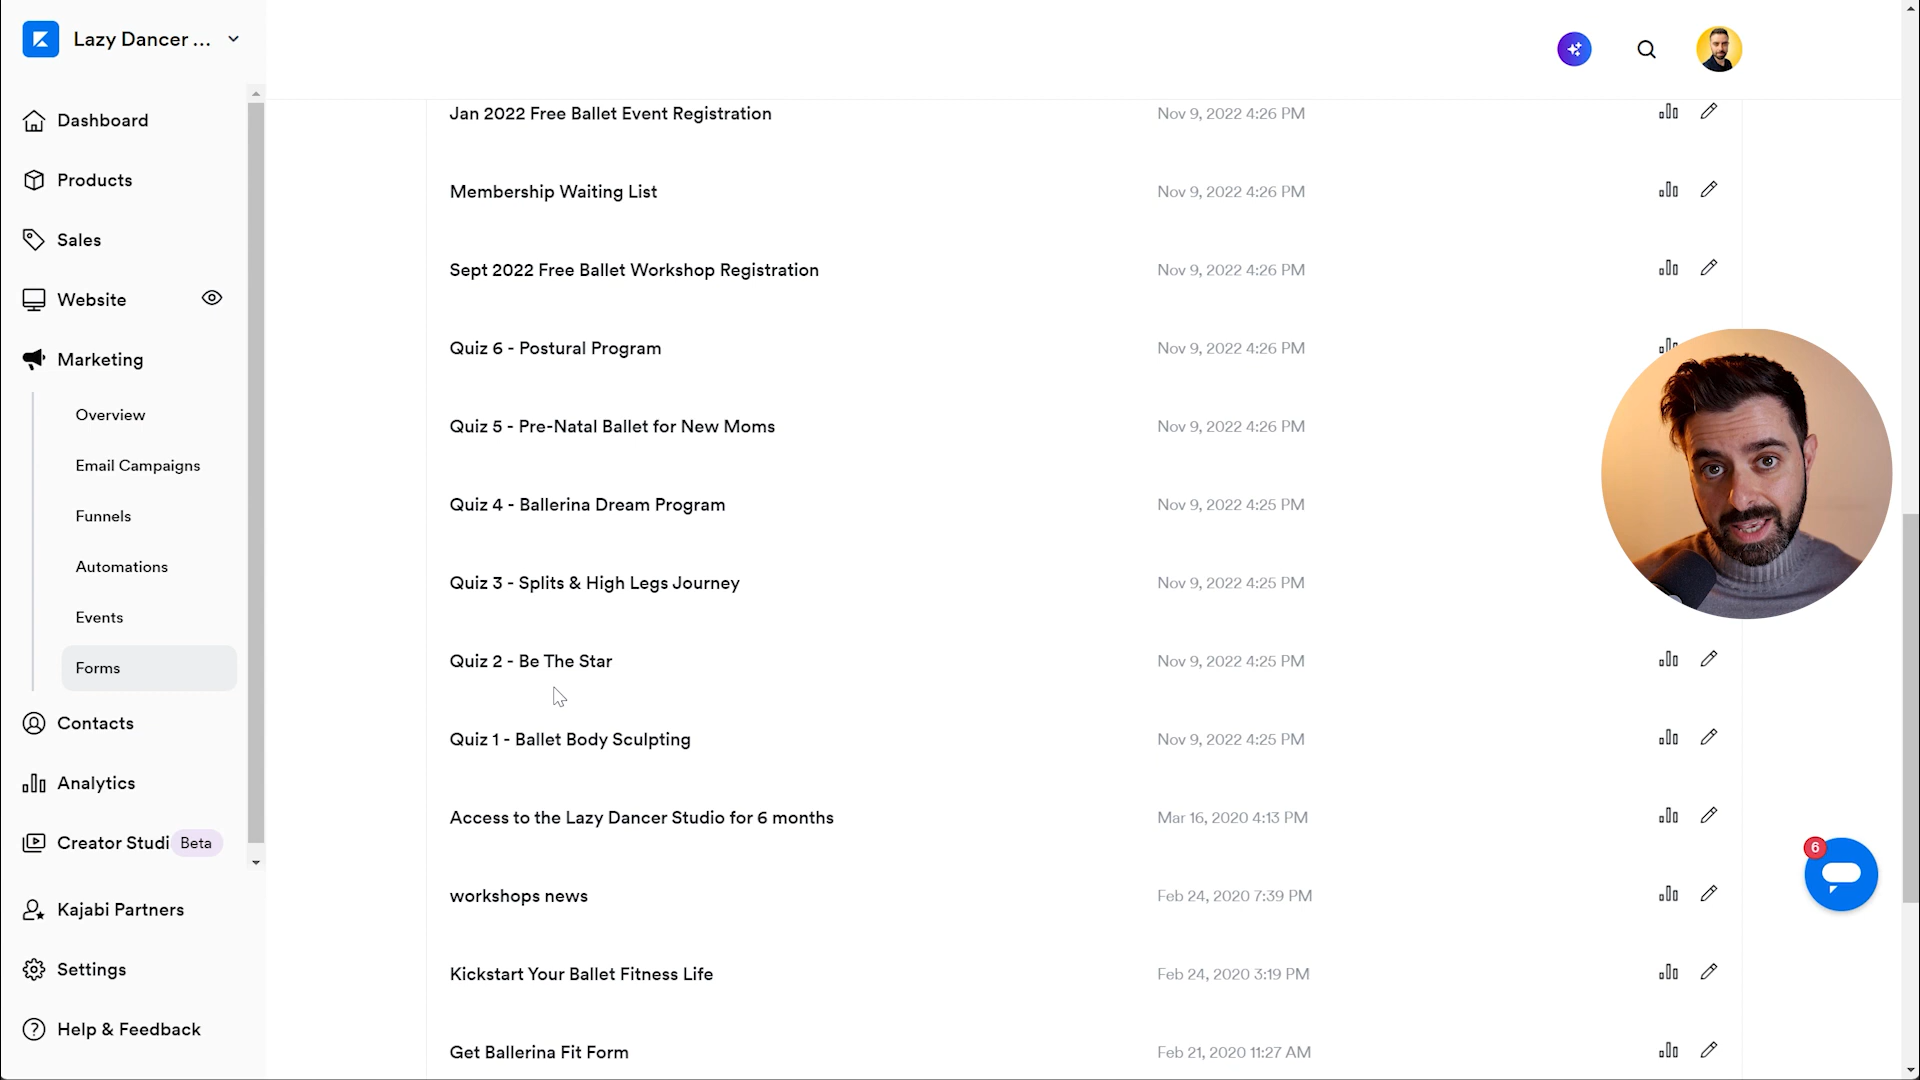 Lazy Dancer ...
Dashboard
Products
Sales
Website
Marketing
Overview
Email Campaigns
Funnels
Automations
Events
Forms
Contacts
Analytics
Creator Studi Beta
Kajabi Partners
Settings
Help & Feedback
Jan 2022 Free Ballet Event Registration Nov 9, 2022 4:26 PM
Membership Waiting List Nov 9, 2022 4:26 PM
Sept 2022 Free Ballet Workshop Registration Nov 9, 2022 4:26 PM
Quiz 6 - Postural Program Nov 9, 2022 4:26 PM
Quiz 5 - Pre-Natal Ballet for New Moms Nov 9, 2022 4:26 PM
Quiz 4 - Ballerina Dream Program Nov 9, 2022 4:25 PM
Quiz 3 - Splits & High Legs Journey Nov 9, 2022 4:25 PM
Quiz 2 - Be The Star Nov 9, 2022 4:25 PM
Quiz 1 - Ballet Body Sculpting Nov 9, 2022 4:25 PM
Access to the Lazy Dancer Studio for 6 months Mar 16, 2020 4:13 PM
workshops news Feb 24, 2020 7:39 PM
Kickstart Your Ballet Fitness Life Feb 24, 2020 3:19 PM
Get Ballerina Fit Form Feb 21, 2020 11:27 AM
6